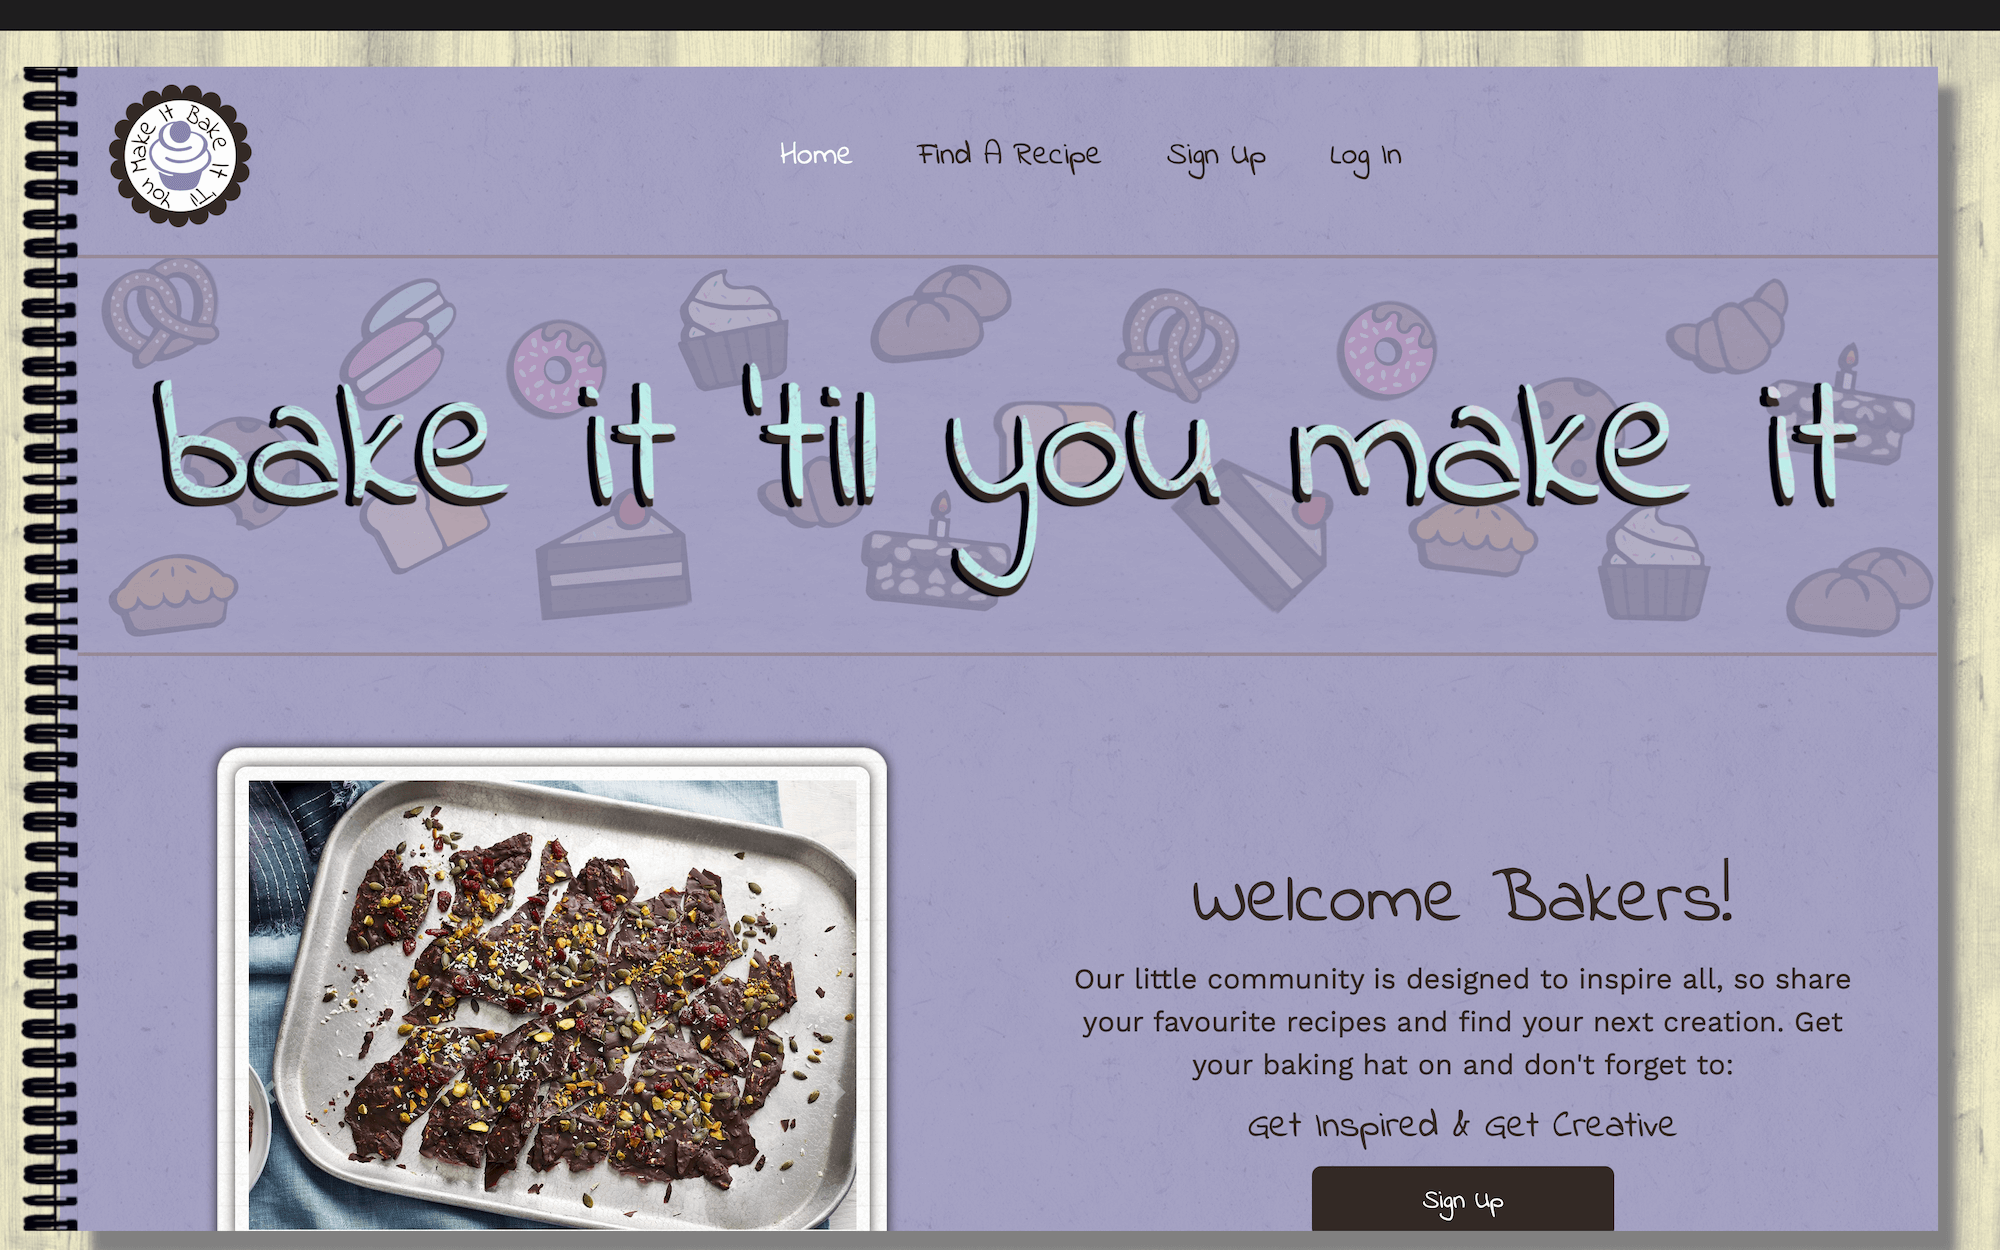 Bake It 'Til You Make It
Home Find A Recipe Sign Up Log In
bake it 'til you make it
Welcome Bakers!
Our little community is designed to inspire all, so share
your favourite recipes and find your next creation. Get
your baking hat on and don't forget to:
Get Inspired & Get Creative
Sign Up